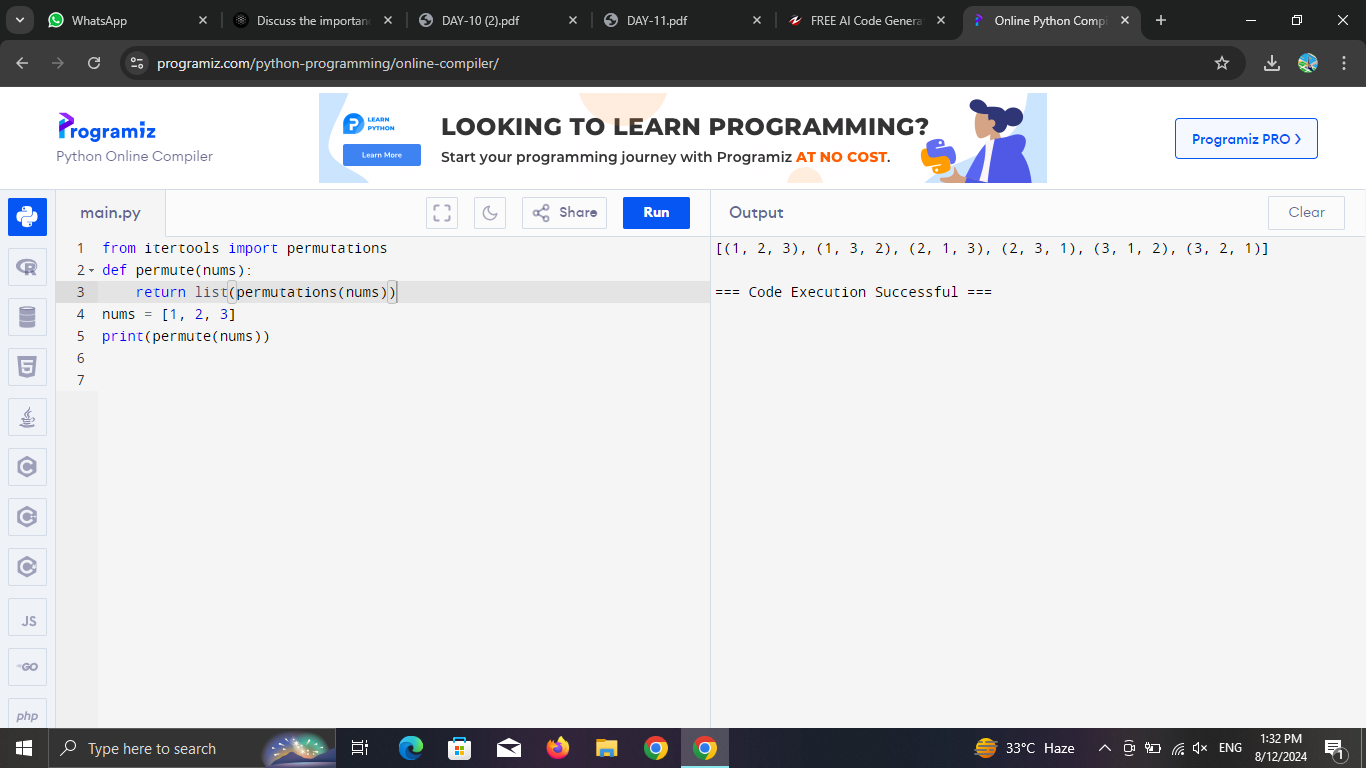 WhatsApp
Discuss the importan
DAY-10 (2).pdf
DAY-11.pdf
FREE AI Code Genera
Online Python Compi
programiz.com/python-programming/online-compiler/
Programiz
Python Online Compiler
LEARN
PYTHON
Learn More
LOOKING TO LEARN PROGRAMMING?
Start your programming journey with Programiz AT NO COST.
Programiz PRO >
main.py
Share
Run
Output
Clear
1 from itertools import permutations
2 def permute(nums):
3     return list(permutations(nums))
4 nums = [1, 2, 3]
5 print(permute(nums))
6
7
[(1, 2, 3), (1, 3, 2), (2, 1, 3), (2, 3, 1), (3, 1, 2), (3, 2, 1)]
=== Code Execution Successful ===
JS
GO
php
Type here to search
33°C Haze
ENG
1:32 PM
8/12/2024
1